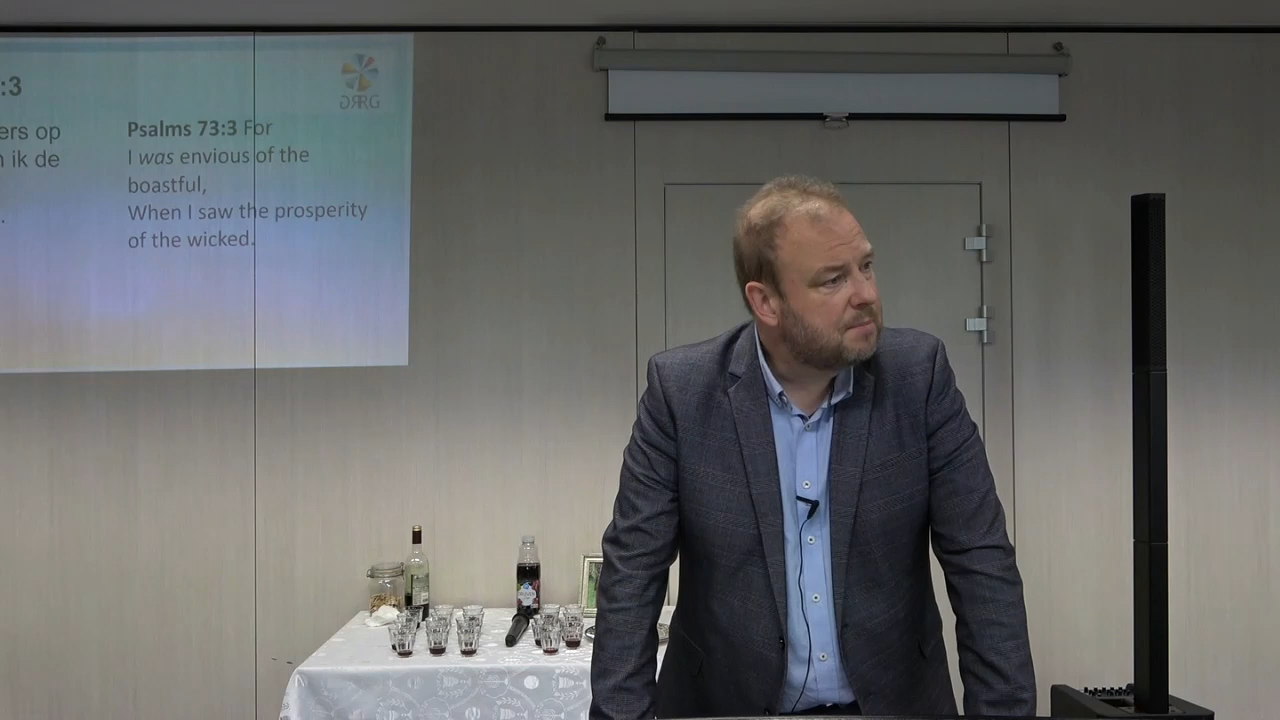 :3
ers op
n ik de
.
Psalms 73:3 For
I was envious of the
boastful,
When I saw the prosperity
of the wicked.
GRRG